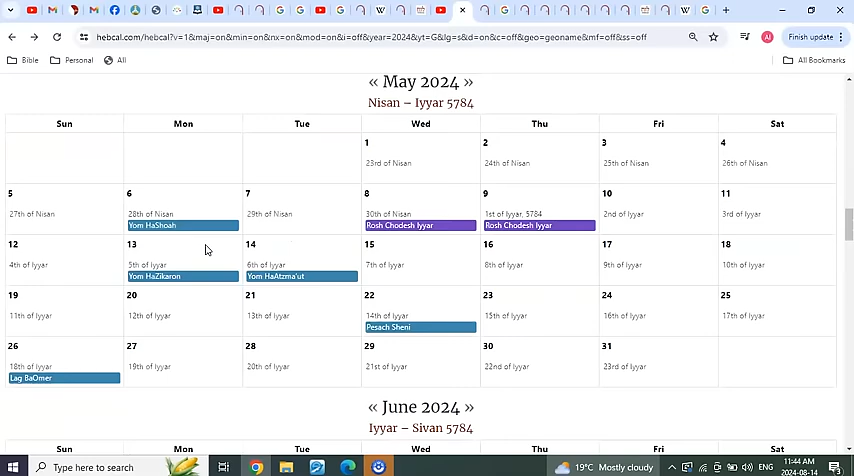 Finish update
hebcal.com/hebcal?v=1&maj=on&min=on&nx=on&mod=on&i=off&year=2024&yt=G&lg=s&d=on&c=off&geo=geoname&mf=off&ss=off
Bible Personal All All Bookmarks
« May 2024 »
Nisan – Iyyar 5784
Sun Mon Tue Wed Thu Fri Sat
1 2 3 4
23rd of Nisan 24th of Nisan 25th of Nisan 26th of Nisan
5 6 7 8 9 10 11
27th of Nisan 28th of Nisan 29th of Nisan 30th of Nisan 1st of Iyyar, 5784 2nd of Iyyar 3rd of Iyyar
Yom HaShoah Rosh Chodesh Iyyar Rosh Chodesh Iyyar
12 13 14 15 16 17 18
4th of Iyyar 5th of Iyyar 6th of Iyyar 7th of Iyyar 8th of Iyyar 9th of Iyyar 10th of Iyyar
Yom HaZikaron Yom HaAtzma'ut
19 20 21 22 23 24 25
11th of Iyyar 12th of Iyyar 13th of Iyyar 14th of Iyyar 15th of Iyyar 16th of Iyyar 17th of Iyyar
Pesach Sheni
26 27 28 29 30 31
18th of Iyyar 19th of Iyyar 20th of Iyyar 21st of Iyyar 22nd of Iyyar 23rd of Iyyar
Lag BaOmer
« June 2024 »
Iyyar – Sivan 5784
Sun Mon Tue Wed Thu Fri Sat
Type here to search 19°C Mostly cloudy ENG 11:44 AM
2024-08-14